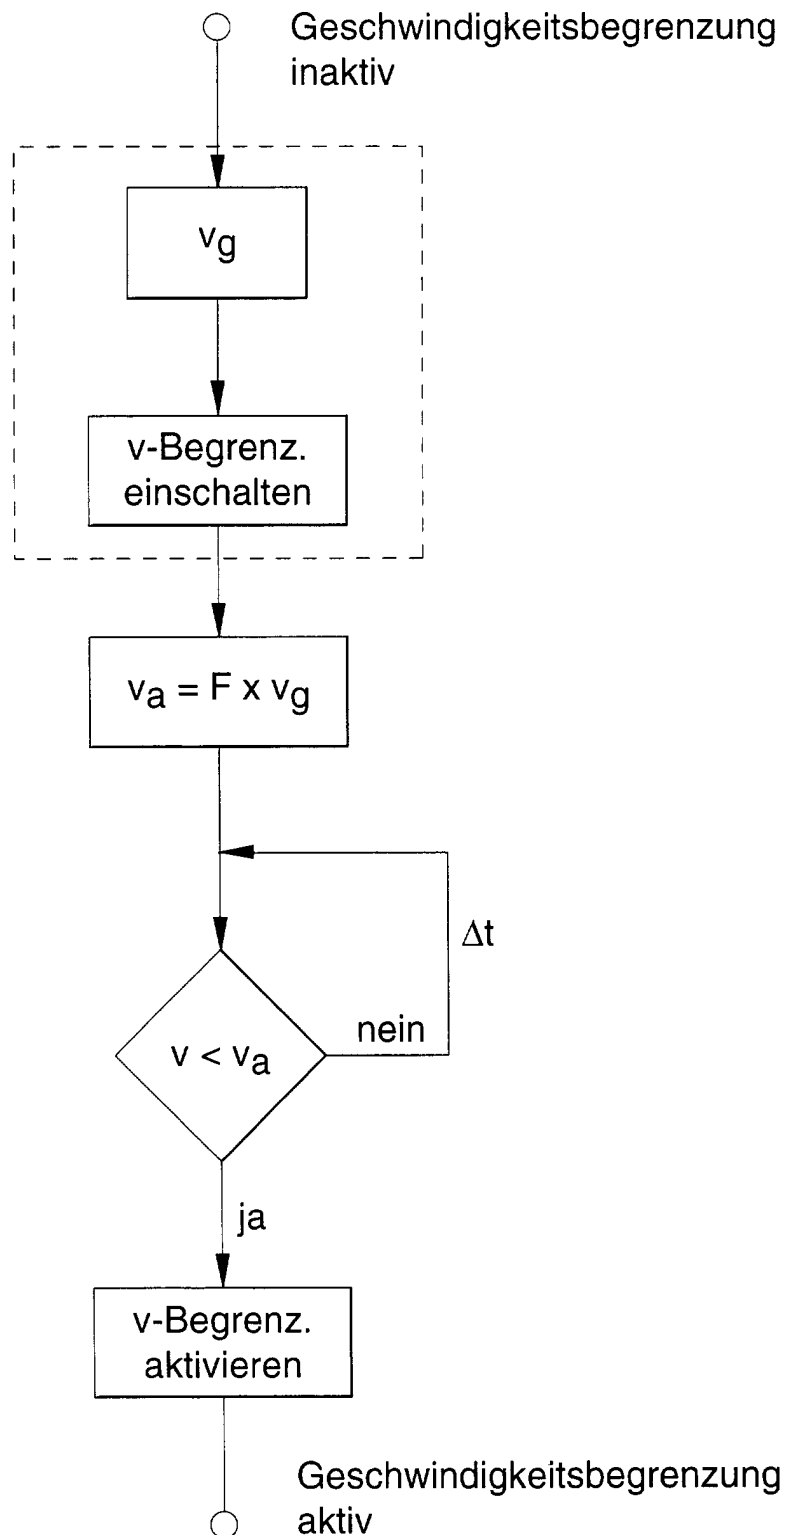 Geschwindigkeitsbegrenzung
inaktiv
vg
v-Begrenz.
einschalten
va = F x vg
Δt
nein
v < va
ja
v-Begrenz.
aktivieren
Geschwindigkeitsbegrenzung
aktiv